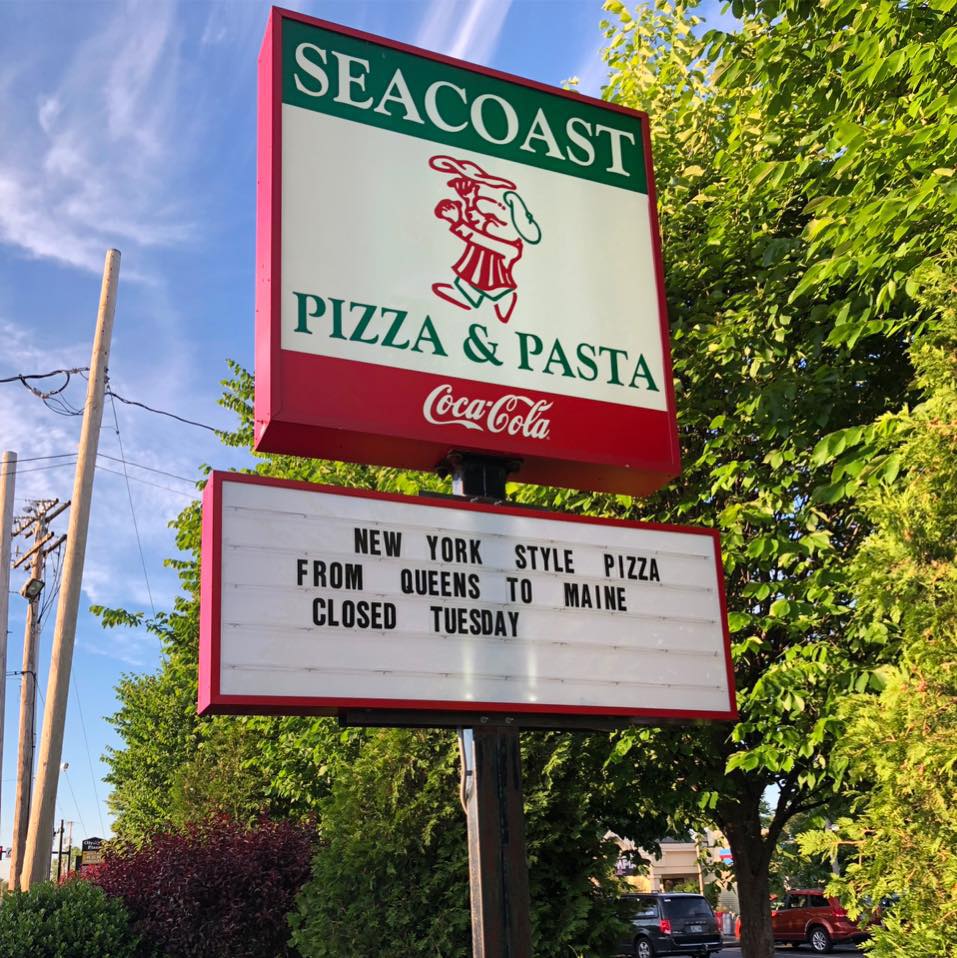 SEACOAST
PIZZA & PASTA
Coca-Cola
NEW YORK STYLE PIZZA
FROM QUEENS TO MAINE
CLOSED TUESDAY